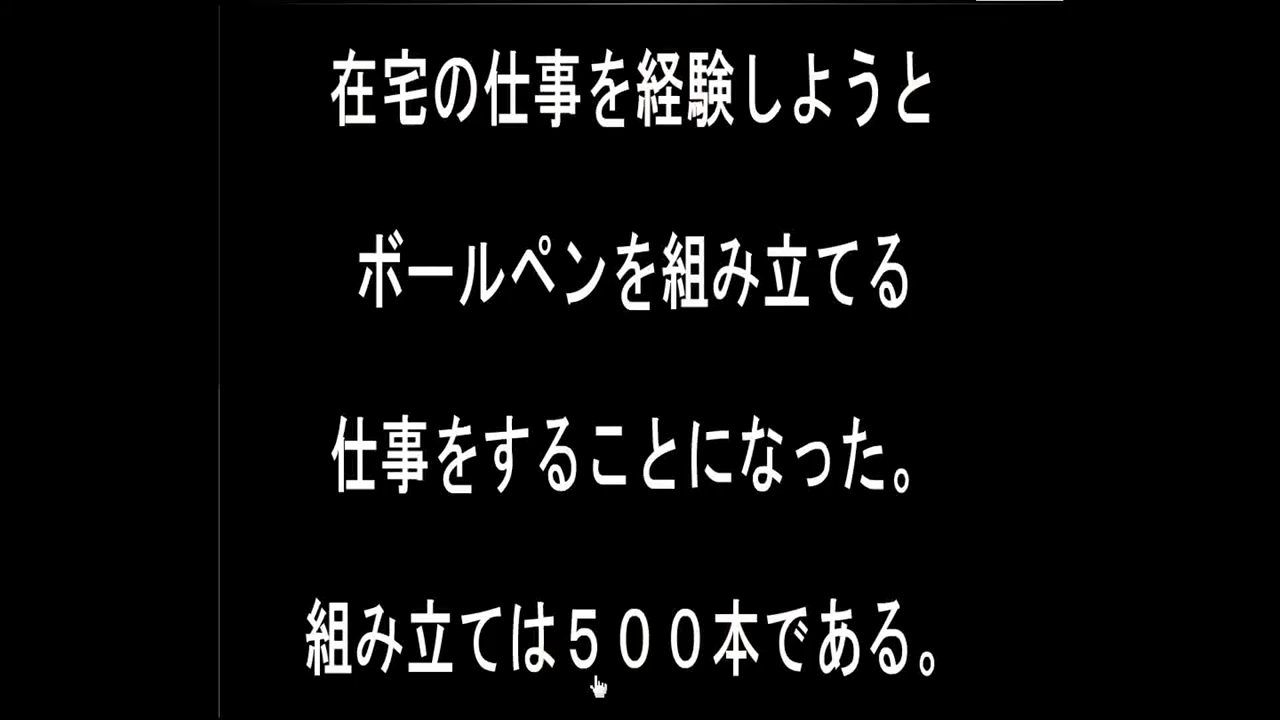 在宅の仕事を経験しようと
ボールペンを組み立てる
仕事をすることになった。
組み立ては５００本である。